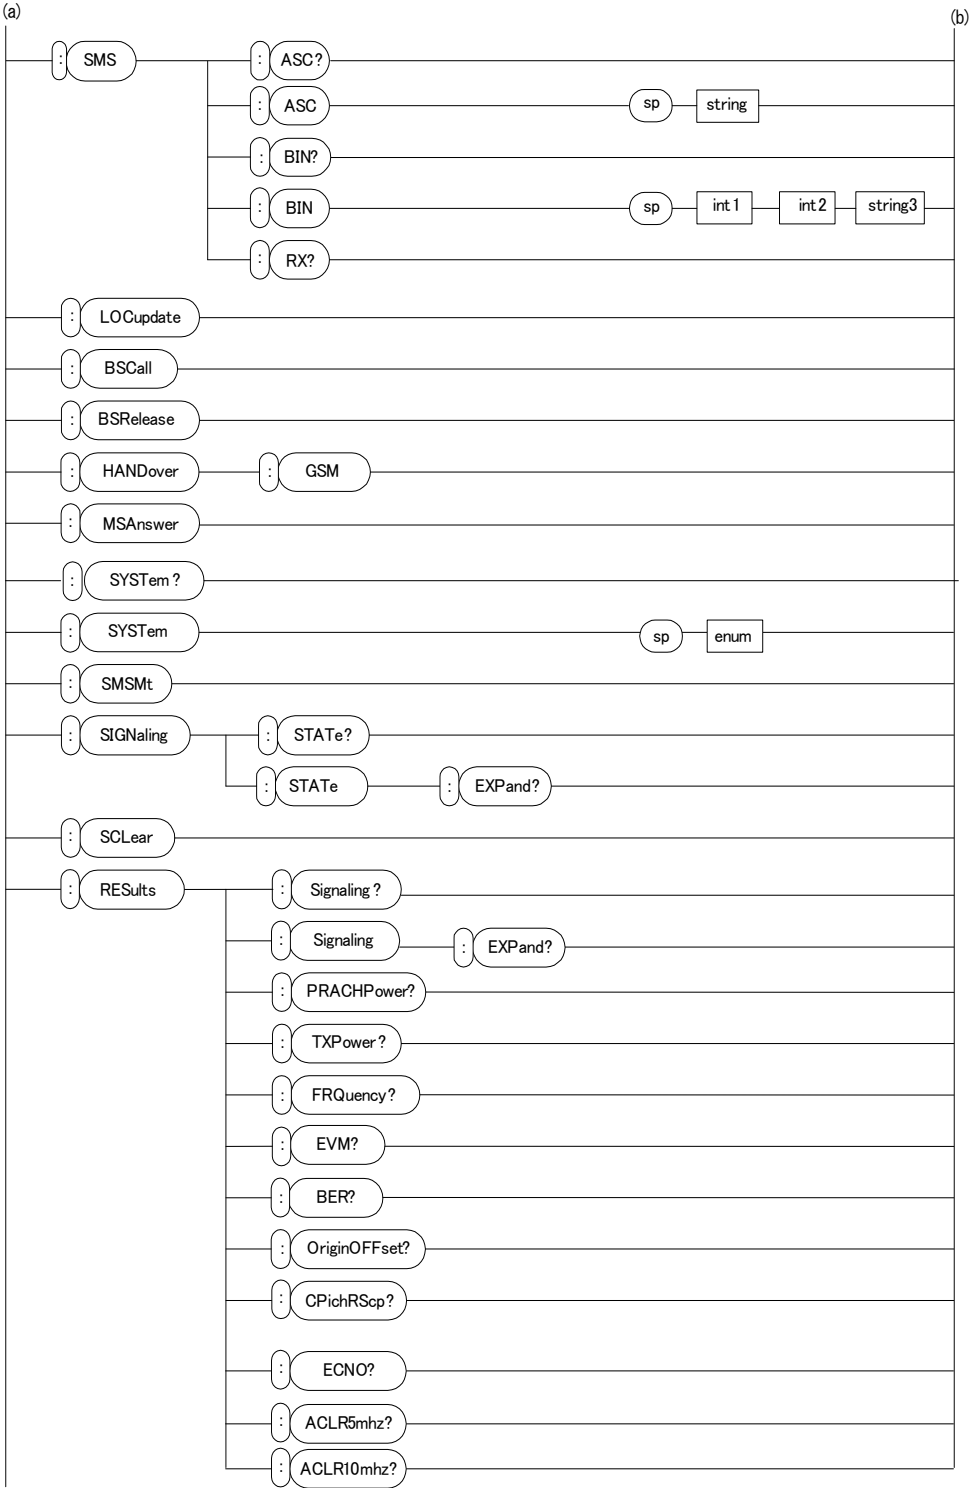 (a) (b)
: SMS : ASC?
: ASC sp string
: BIN?
: BIN sp int1 int2 string3
: RX?
: LOCupdate
: BSCall
: BSRelease
: HANDover : GSM
: MSAnswer
: SYSTem?
: SYSTem sp enum
: SMSMt
: SIGNaling : STATe?
: STATe : EXPand?
: SCLear
: RESults : Signaling?
: Signaling : EXPand?
: PRACHPower?
: TXPower?
: FRQuency?
: EVM?
: BER?
: OriginOFFset?
: CPichRScp?
: ECNO?
: ACLR5mhz?
: ACLR10mhz?